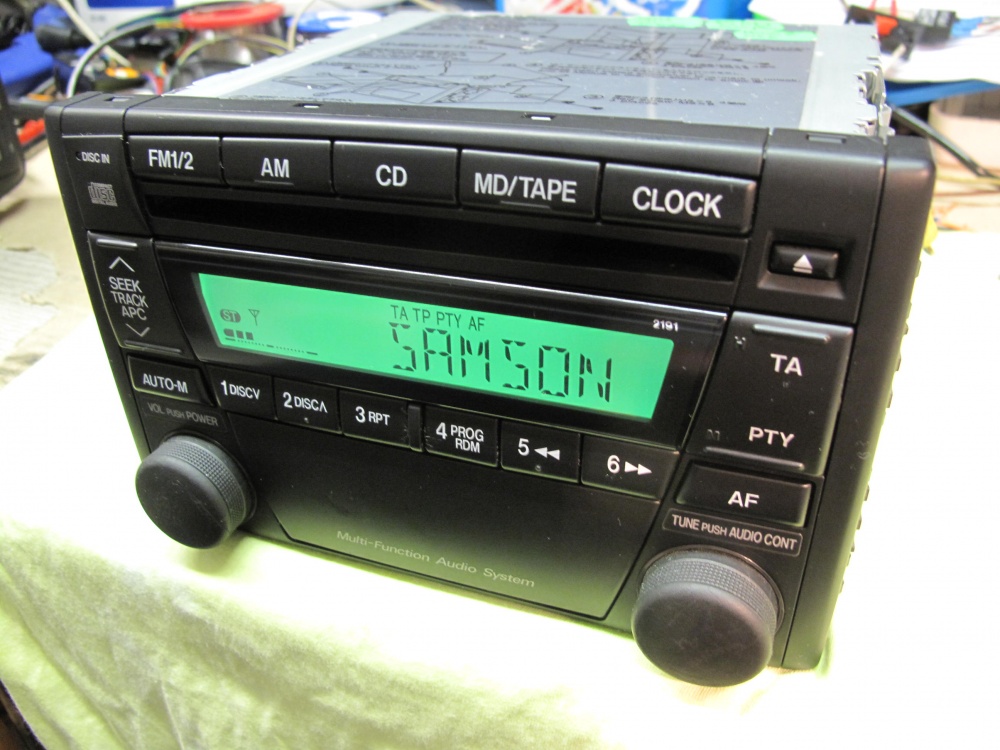 DISC IN
FM1/2
AM
CD
MD/TAPE
CLOCK
disc
SEEK
TRACK
APC
TA TP PTY AF
2191
ST
SAMSON
TA
PTY
AUTO-M
1 DISC∨
2 DISC∧
3 RPT
4 PROG
RDM
5 ◀◀
6 ▶▶
AF
VOL PUSH POWER
TUNE PUSH AUDIO CONT
Multi-Function Audio System